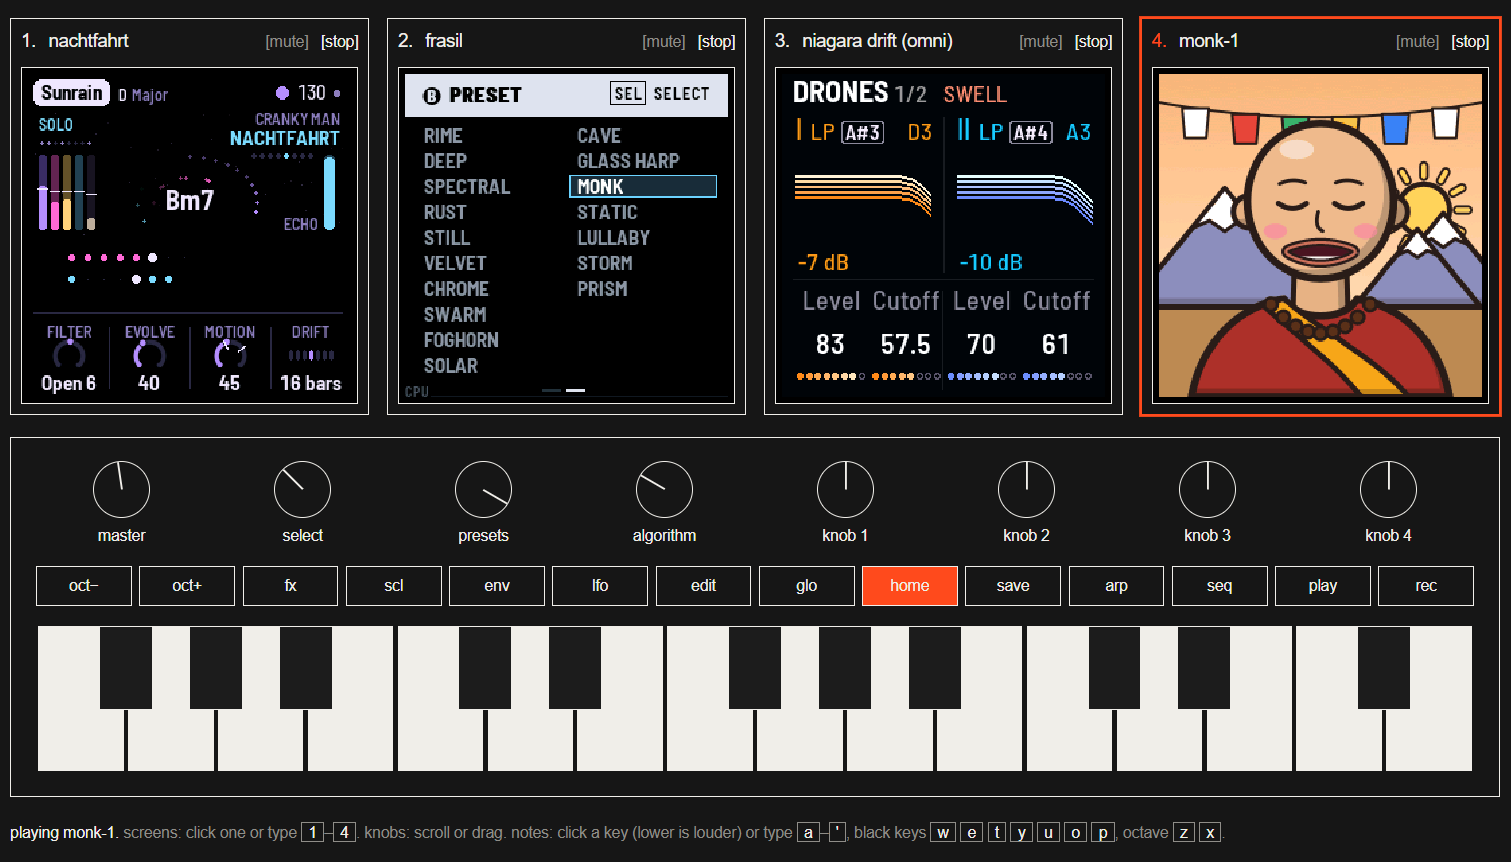 1. nachtfahrt [mute] [stop]
Sunrain D Major 130
SOLO CRANKY MAN
NACHTFAHRT
Bm7
ECHO
FILTER EVOLVE MOTION DRIFT
Open 6 40 45 16 bars
2. frasil [mute] [stop]
B PRESET SEL SELECT
RIME CAVE
DEEP GLASS HARP
SPECTRAL MONK
RUST STATIC
STILL LULLABY
VELVET STORM
CHROME PRISM
SWARM
FOGHORN
SOLAR
CPU
3. niagara drift (omni) [mute] [stop]
DRONES 1/2 SWELL
I LP A#3 D3 II LP A#4 A3
-7 dB -10 dB
Level Cutoff Level Cutoff
83 57.5 70 61
4. monk-1 [mute] [stop]
master select presets algorithm knob 1 knob 2 knob 3 knob 4
oct− oct+ fx scl env lfo edit glo home save arp seq play rec
playing monk-1. screens: click one or type 1–4. knobs: scroll or drag. notes: click a key (lower is louder) or type a–', black keys w e t y u o p, octave z x.